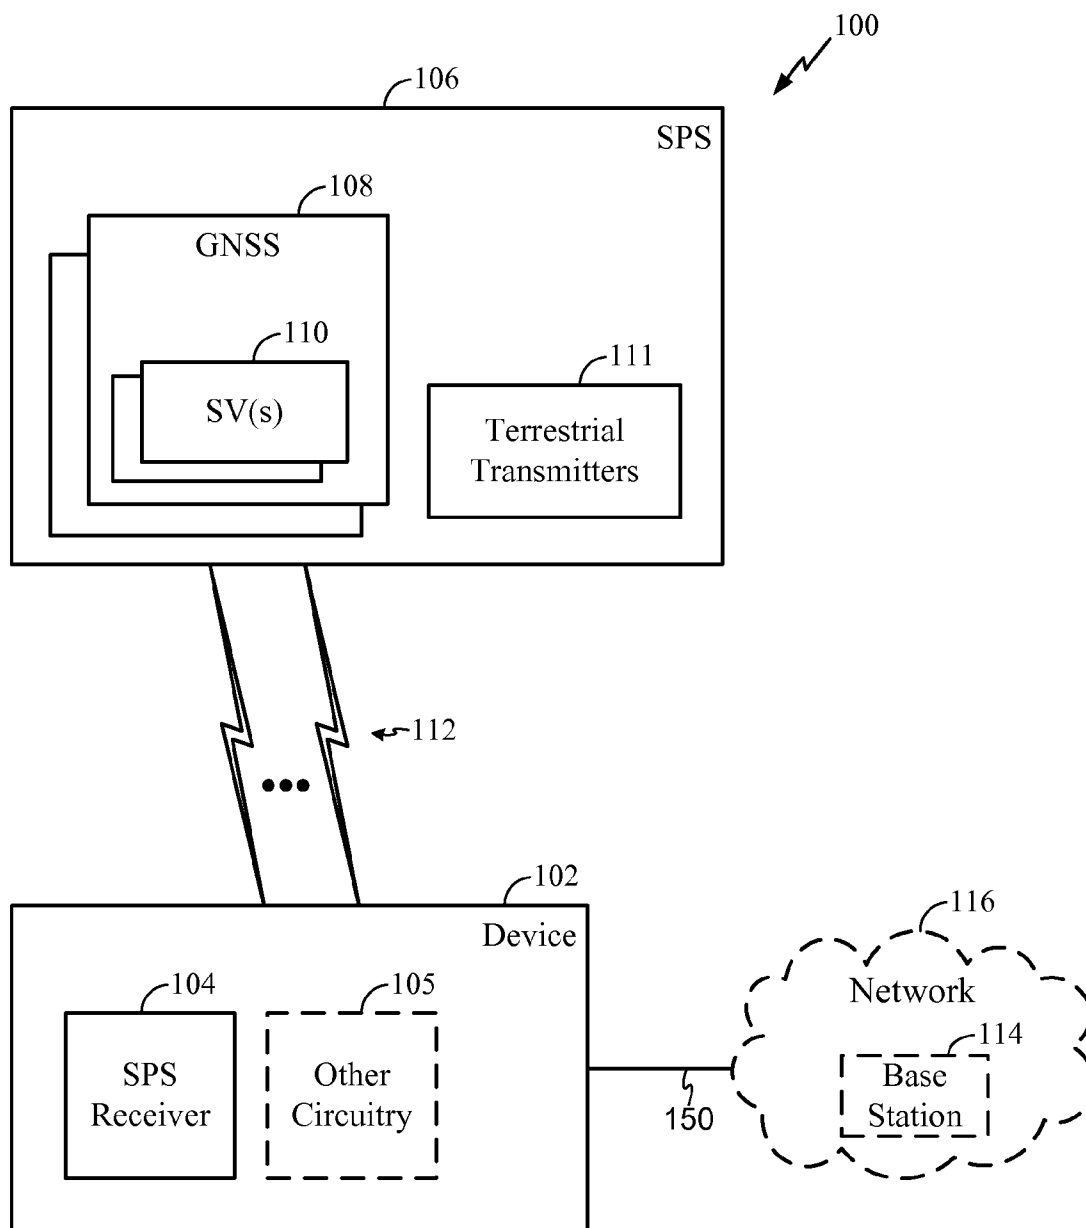 100
106
SPS
108
GNSS
110
SV(s)
111
Terrestrial
Transmitters
112
102
Device
104
SPS
Receiver
105
Other
Circuitry
150
116
Network
114
Base
Station